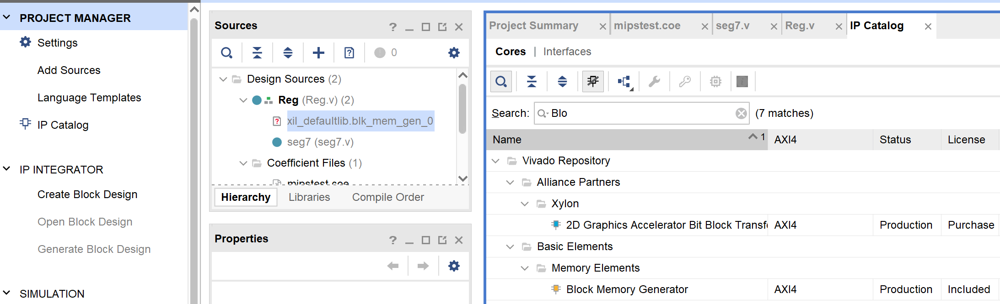 PROJECT MANAGER
Settings
Add Sources
Language Templates
IP Catalog
IP INTEGRATOR
Create Block Design
Open Block Design
Generate Block Design
SIMULATION
Sources
?
0
Design Sources (2)
Reg (Reg.v) (2)
xil_defaultlib.blk_mem_gen_0
seg7 (seg7.v)
Coefficient Files (1)
mipstest.coe
Hierarchy Libraries Compile Order
Properties
?
Project Summary mipstest.coe seg7.v Reg.v IP Catalog
Cores | Interfaces
Search: Blo (7 matches)
Name 1 AXI4 Status License
Vivado Repository
Alliance Partners
Xylon
2D Graphics Accelerator Bit Block Transf AXI4 Production Purchase
Basic Elements
Memory Elements
Block Memory Generator AXI4 Production Included